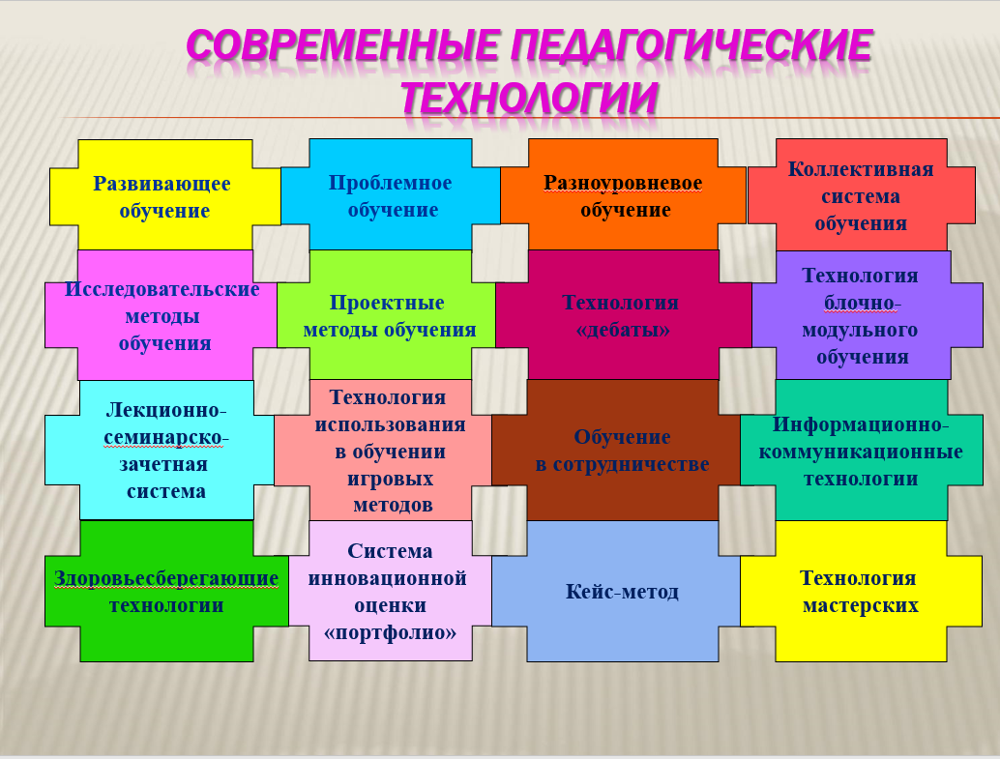 СОВРЕМЕННЫЕ ПЕДАГОГИЧЕСКИЕ
ТЕХНОЛОГИИ
Развивающее
обучение
Проблемное
обучение
Разноуровневое
обучение
Коллективная
система
обучения
Исследовательские
методы
обучения
Проектные
методы обучения
Технология
«дебаты»
Технология
блочно-
модульного
обучения
Лекционно-
семинарско-
зачетная
система
Технология
использования
в обучении
игровых
методов
Обучение
в сотрудничестве
Информационно-
коммуникационные
технологии
Здоровьесберегающие
технологии
Система
инновационной
оценки
«портфолио»
Кейс-метод
Технология
мастерских